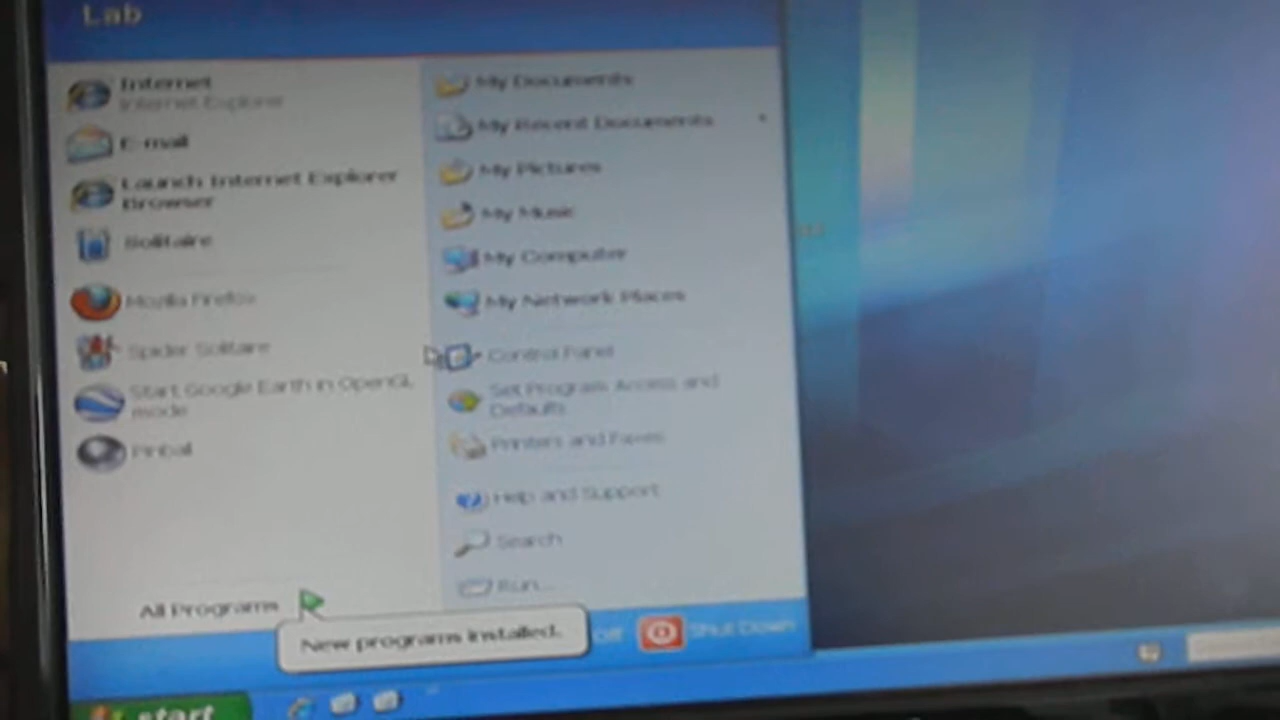 Lab
Internet
Internet Explorer
E-mail
Launch Internet Explorer
Browser
Solitaire
Mozilla Firefox
Spider Solitaire
Start Google Earth in OpenGL
mode
Pinball
All Programs
My Documents
My Recent Documents
My Pictures
My Music
My Computer
My Network Places
Control Panel
Set Program Access and
Defaults
Printers and Faxes
Help and Support
Search
Run...
New programs installed.
Off
Shut Down
start